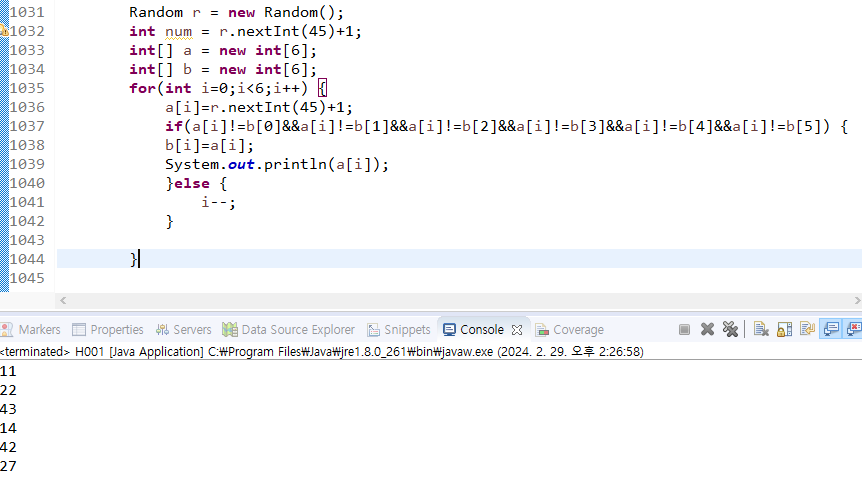 1031 Random r = new Random();
1032 int num = r.nextInt(45)+1;
1033 int[] a = new int[6];
1034 int[] b = new int[6];
1035 for(int i=0;i<6;i++) {
1036 a[i]=r.nextInt(45)+1;
1037 if(a[i]!=b[0]&&a[i]!=b[1]&&a[i]!=b[2]&&a[i]!=b[3]&&a[i]!=b[4]&&a[i]!=b[5]) {
1038 b[i]=a[i];
1039 System.out.println(a[i]);
1040 }else {
1041 i--;
1042 }
1043
1044 }
1045
Markers Properties Servers Data Source Explorer Snippets Console Coverage
<terminated> H001 [Java Application] C:₩Program Files₩Java₩jre1.8.0_261₩bin₩javaw.exe (2024. 2. 29. 오후 2:26:58)
11
22
43
14
42
27